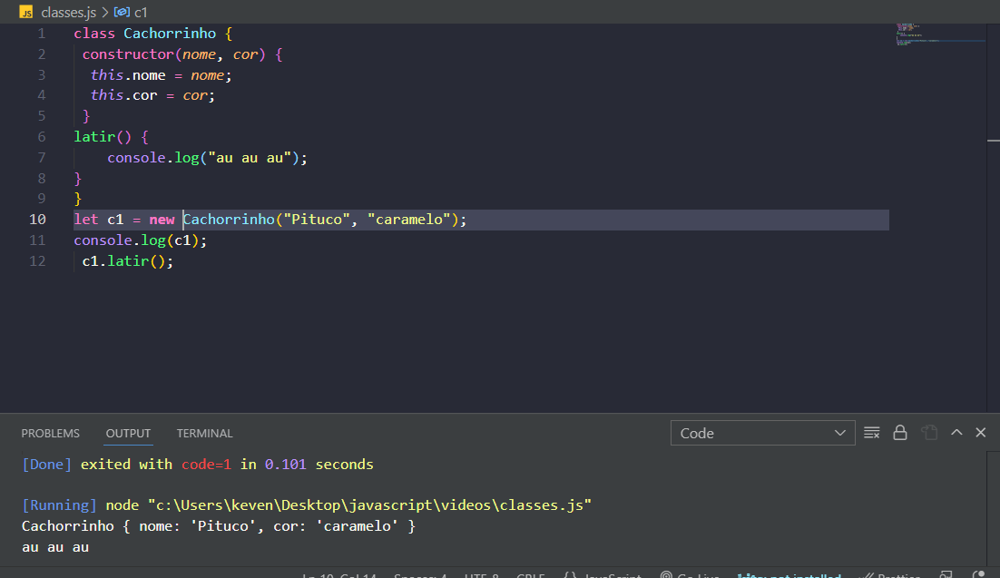 JS classes.js > c1
1 class Cachorrinho {
2 constructor(nome, cor) {
3 this.nome = nome;
4 this.cor = cor;
5 }
6 latir() {
7 console.log("au au au");
8 }
9 }
10 let c1 = new Cachorrinho("Pituco", "caramelo");
11 console.log(c1);
12 c1.latir();
PROBLEMS OUTPUT TERMINAL Code
[Done] exited with code=1 in 0.101 seconds
[Running] node "c:\Users\keven\Desktop\javascript\videos\classes.js"
Cachorrinho { nome: 'Pituco', cor: 'caramelo' }
au au au
Ln 10, Col 14 Spaces: 4 UTF-8 CRLF {} JavaScript Go Live kite: not installed Prettier